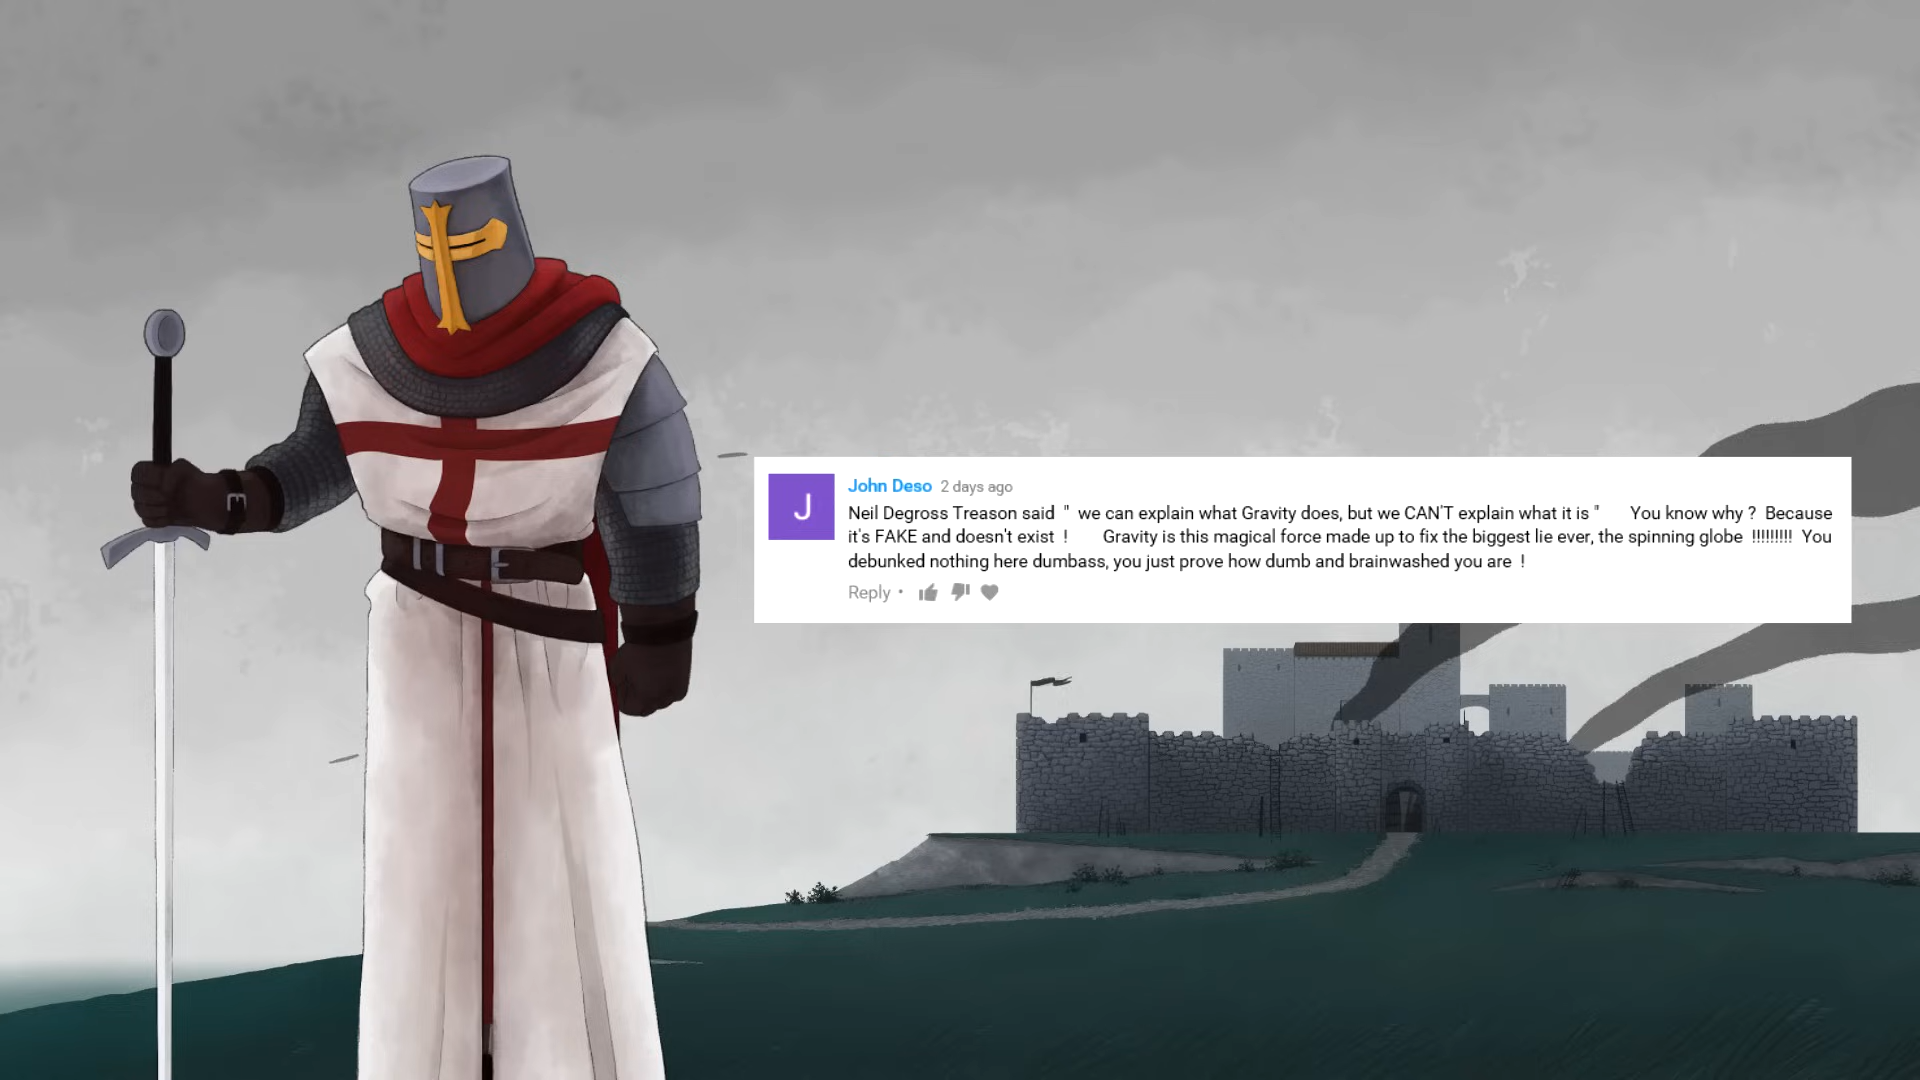 J
John Deso 2 days ago
Neil Degross Treason said " we can explain what Gravity does, but we CAN'T explain what it is " You know why ? Because
it's FAKE and doesn't exist ! Gravity is this magical force made up to fix the biggest lie ever, the spinning globe !!!!!!!!! You
debunked nothing here dumbass, you just prove how dumb and brainwashed you are !
Reply •